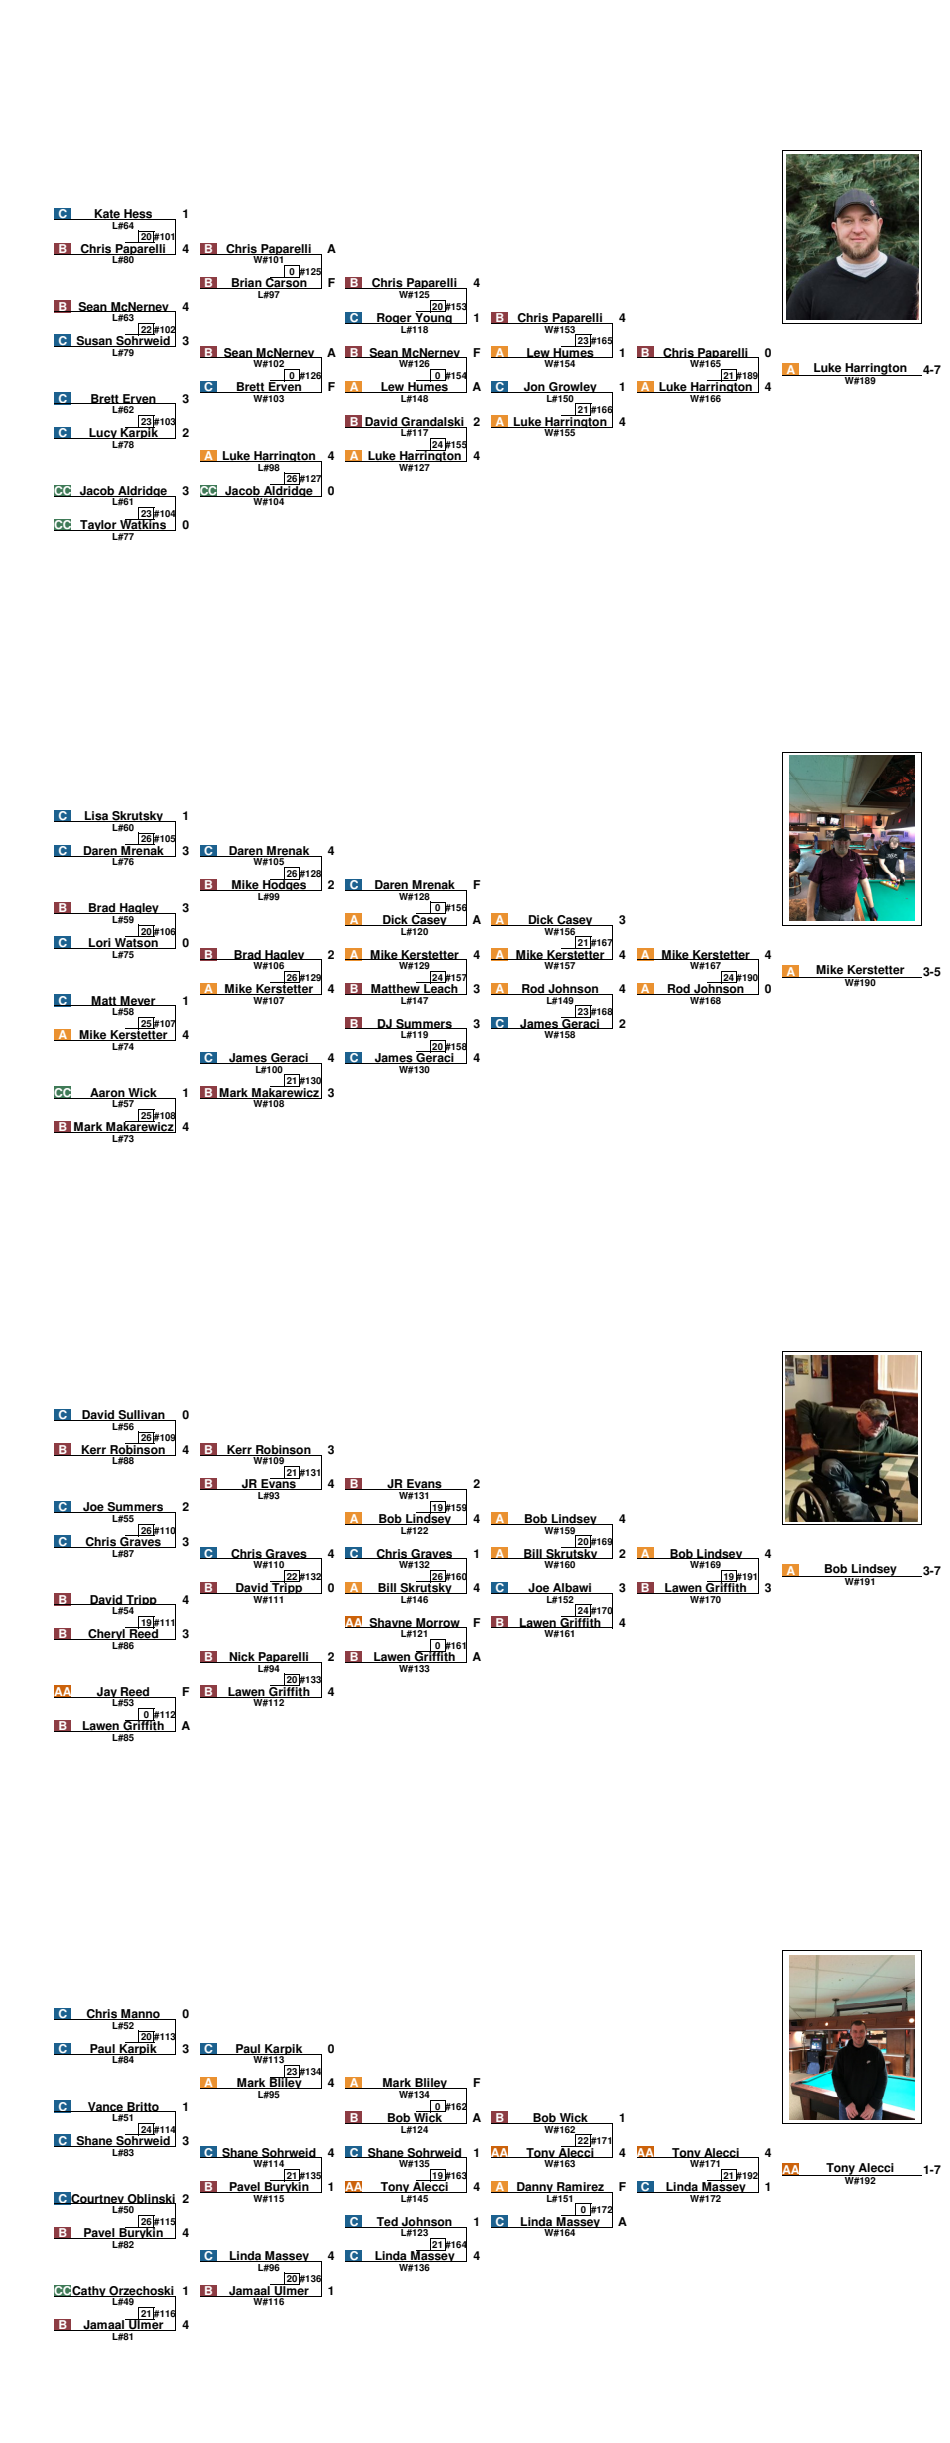 C Kate Hess 1
L#64
20 #101
B Chris Paparelli 4 B Chris Paparelli A
L#80 W#101
0 #125
B Brian Carson F B Chris Paparelli 4
L#97 W#125
B Sean McNerney 4 20 #153
L#63 C Roger Young 1 B Chris Paparelli 4
22 #102 L#118 W#153
C Susan Sohrweid 3 23 #165
L#79 B Sean McNerney A B Sean McNerney F A Lew Humes 1 B Chris Paparelli 0
W#102 W#126 W#154 W#165
0 #126 0 #154 21 #189 A Luke Harrington 4-7
C Brett Erven F A Lew Humes A C Jon Growley 1 A Luke Harrington 4 W#189
C Brett Erven 3 W#103 L#148 L#150 W#166
L#62 21 #166
23 #103 B David Grandalski 2 A Luke Harrington 4
C Lucy Karpik 2 L#117 W#155
L#78 24 #155
A Luke Harrington 4 A Luke Harrington 4
L#98 W#127
26 #127
CC Jacob Aldridge 3 CC Jacob Aldridge 0
L#61 W#104
23 #104
CC Taylor Watkins 0
L#77
C Lisa Skrutsky 1
L#60
26 #105
C Daren Mrenak 3 C Daren Mrenak 4
L#76 W#105
26 #128
B Mike Hodges 2 C Daren Mrenak F
L#99 W#128
B Brad Hagley 3 0 #156
L#59 A Dick Casey A A Dick Casey 3
20 #106 L#120 W#156
C Lori Watson 0 21 #167
L#75 B Brad Hagley 2 A Mike Kerstetter 4 A Mike Kerstetter 4 A Mike Kerstetter 4
W#106 W#129 W#157 W#167
26 #129 24 #157 24 #190 A Mike Kerstetter 3-5
A Mike Kerstetter 4 B Matthew Leach 3 A Rod Johnson 4 A Rod Johnson 0 W#190
C Matt Meyer 1 W#107 L#147 L#149 W#168
L#58 23 #168
25 #107 B DJ Summers 3 C James Geraci 2
A Mike Kerstetter 4 L#119 W#158
L#74 20 #158
C James Geraci 4 C James Geraci 4
L#100 W#130
21 #130
CC Aaron Wick 1 B Mark Makarewicz 3
L#57 W#108
25 #108
B Mark Makarewicz 4
L#73
C David Sullivan 0
L#56
26 #109
B Kerr Robinson 4 B Kerr Robinson 3
L#88 W#109
21 #131
B JR Evans 4 B JR Evans 2
L#93 W#131
C Joe Summers 2 19 #159
L#55 A Bob Lindsey 4 A Bob Lindsey 4
26 #110 L#122 W#159
C Chris Graves 3 20 #169
L#87 C Chris Graves 4 C Chris Graves 1 A Bill Skrutsky 2 A Bob Lindsey 4
W#110 W#132 W#160 W#169
22 #132 26 #160 19 #191 A Bob Lindsey 3-7
B David Tripp 0 A Bill Skrutsky 4 C Joe Albawi 3 B Lawen Griffith 3 W#191
B David Tripp 4 W#111 L#146 L#152 W#170
L#54 24 #170
19 #111 AA Shayne Morrow F B Lawen Griffith 4
B Cheryl Reed 3 L#121 W#161
L#86 0 #161
B Nick Paparelli 2 B Lawen Griffith A
L#94 W#133
20 #133
AA Jay Reed F B Lawen Griffith 4
L#53 W#112
0 #112
B Lawen Griffith A
L#85
C Chris Manno 0
L#52
20 #113
C Paul Karpik 3 C Paul Karpik 0
L#84 W#113
23 #134
A Mark Bliley 4 A Mark Bliley F
L#95 W#134
C Vance Britto 1 0 #162
L#51 B Bob Wick A B Bob Wick 1
24 #114 L#124 W#162
C Shane Sohrweid 3 22 #171
L#83 C Shane Sohrweid 4 C Shane Sohrweid 1 AA Tony Alecci 4 AA Tony Alecci 4
W#114 W#135 W#163 W#171
21 #135 19 #163 21 #192 AA Tony Alecci 1-7
B Pavel Burykin 1 AA Tony Alecci 4 A Danny Ramirez F C Linda Massey 1 W#192
C Courtney Oblinski 2 W#115 L#145 L#151 W#172
L#50 0 #172
26 #115 C Ted Johnson 1 C Linda Massey A
B Pavel Burykin 4 L#123 W#164
L#82 21 #164
C Linda Massey 4 C Linda Massey 4
L#96 W#136
20 #136
CC Cathy Orzechoski 1 B Jamaal Ulmer 1
L#49 W#116
21 #116
B Jamaal Ulmer 4
L#81